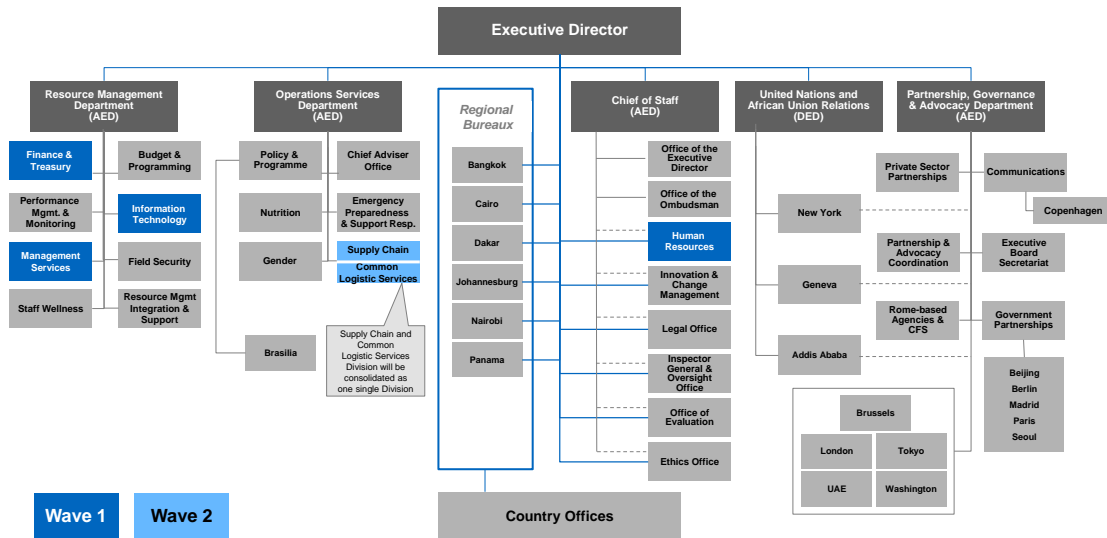 Executive Director
Resource Management
Department
(AED)
Operations Services
Department
(AED)
Regional
Bureaux
Chief of Staff
(AED)
United Nations and
African Union Relations
(DED)
Partnership, Governance
& Advocacy Department
(AED)
Finance &
Treasury
Budget &
Programming
Performance
Mgmt. &
Monitoring
Information
Technology
Management
Services
Field Security
Staff Wellness
Resource Mgmt
Integration &
Support
Policy &
Programme
Chief Adviser
Office
Nutrition
Emergency
Preparedness
& Support Resp.
Gender
Supply Chain
Common
Logistic Services
Supply Chain and
Common
Logistic Services
Division will be
consolidated as
one single Division
Brasilia
Bangkok
Cairo
Dakar
Johannesburg
Nairobi
Panama
Office of the
Executive
Director
Office of the
Ombudsman
Human
Resources
Innovation &
Change
Management
Legal Office
Inspector
General &
Oversight
Office
Office of
Evaluation
Ethics Office
New York
Geneva
Addis Ababa
Private Sector
Partnerships
Communications
Copenhagen
Partnership &
Advocacy
Coordination
Executive
Board
Secretariat
Rome-based
Agencies &
CFS
Government
Partnerships
Beijing
Berlin
Madrid
Paris
Seoul
Brussels
London
Tokyo
UAE
Washington
Country Offices
Wave 1
Wave 2